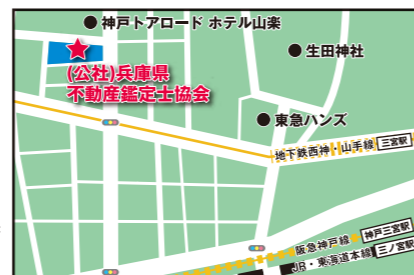 神戸トアロード ホテル山楽
生田神社
(公社)兵庫県
不動産鑑定士協会
東急ハンズ
地下鉄西神・山手線 三宮駅
阪急神戸線 神戸三宮駅
JR・東海道本線 三ノ宮駅